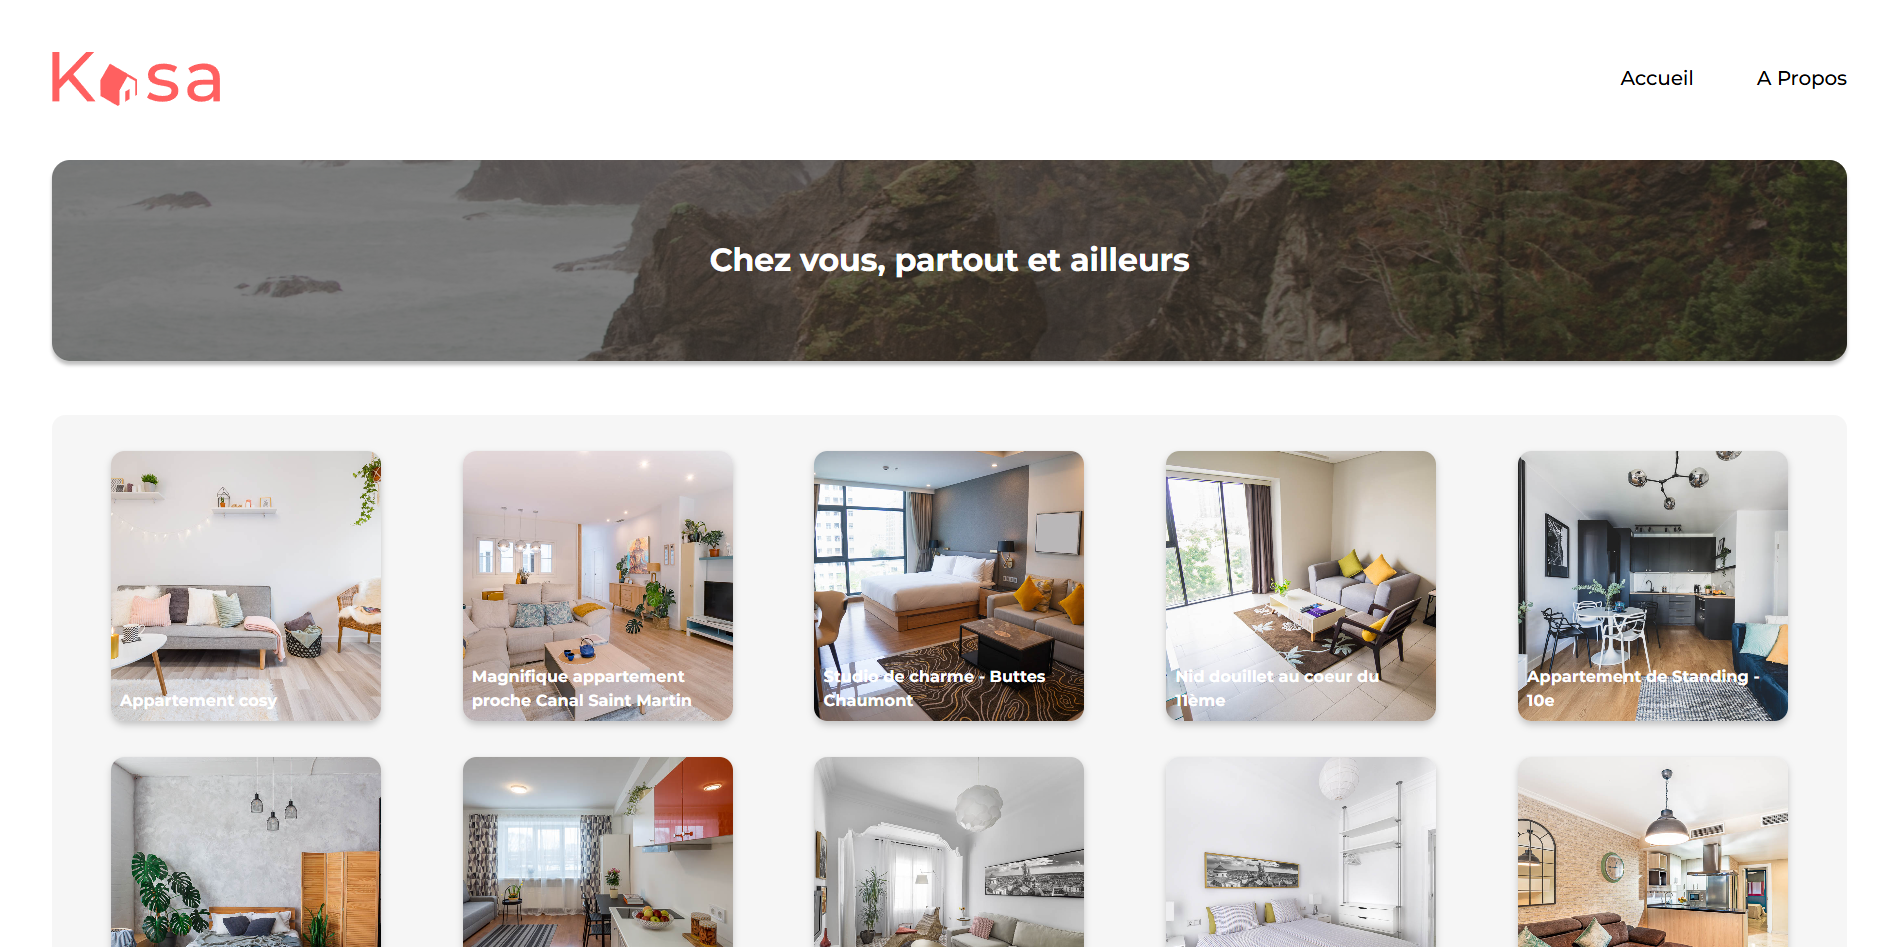 Kasa
Accueil
A Propos
Chez vous, partout et ailleurs
Appartement cosy
Magnifique appartement
proche Canal Saint Martin
Studio de charme - Buttes
Chaumont
Nid douillet au coeur du
11ème
Appartement de Standing -
10e